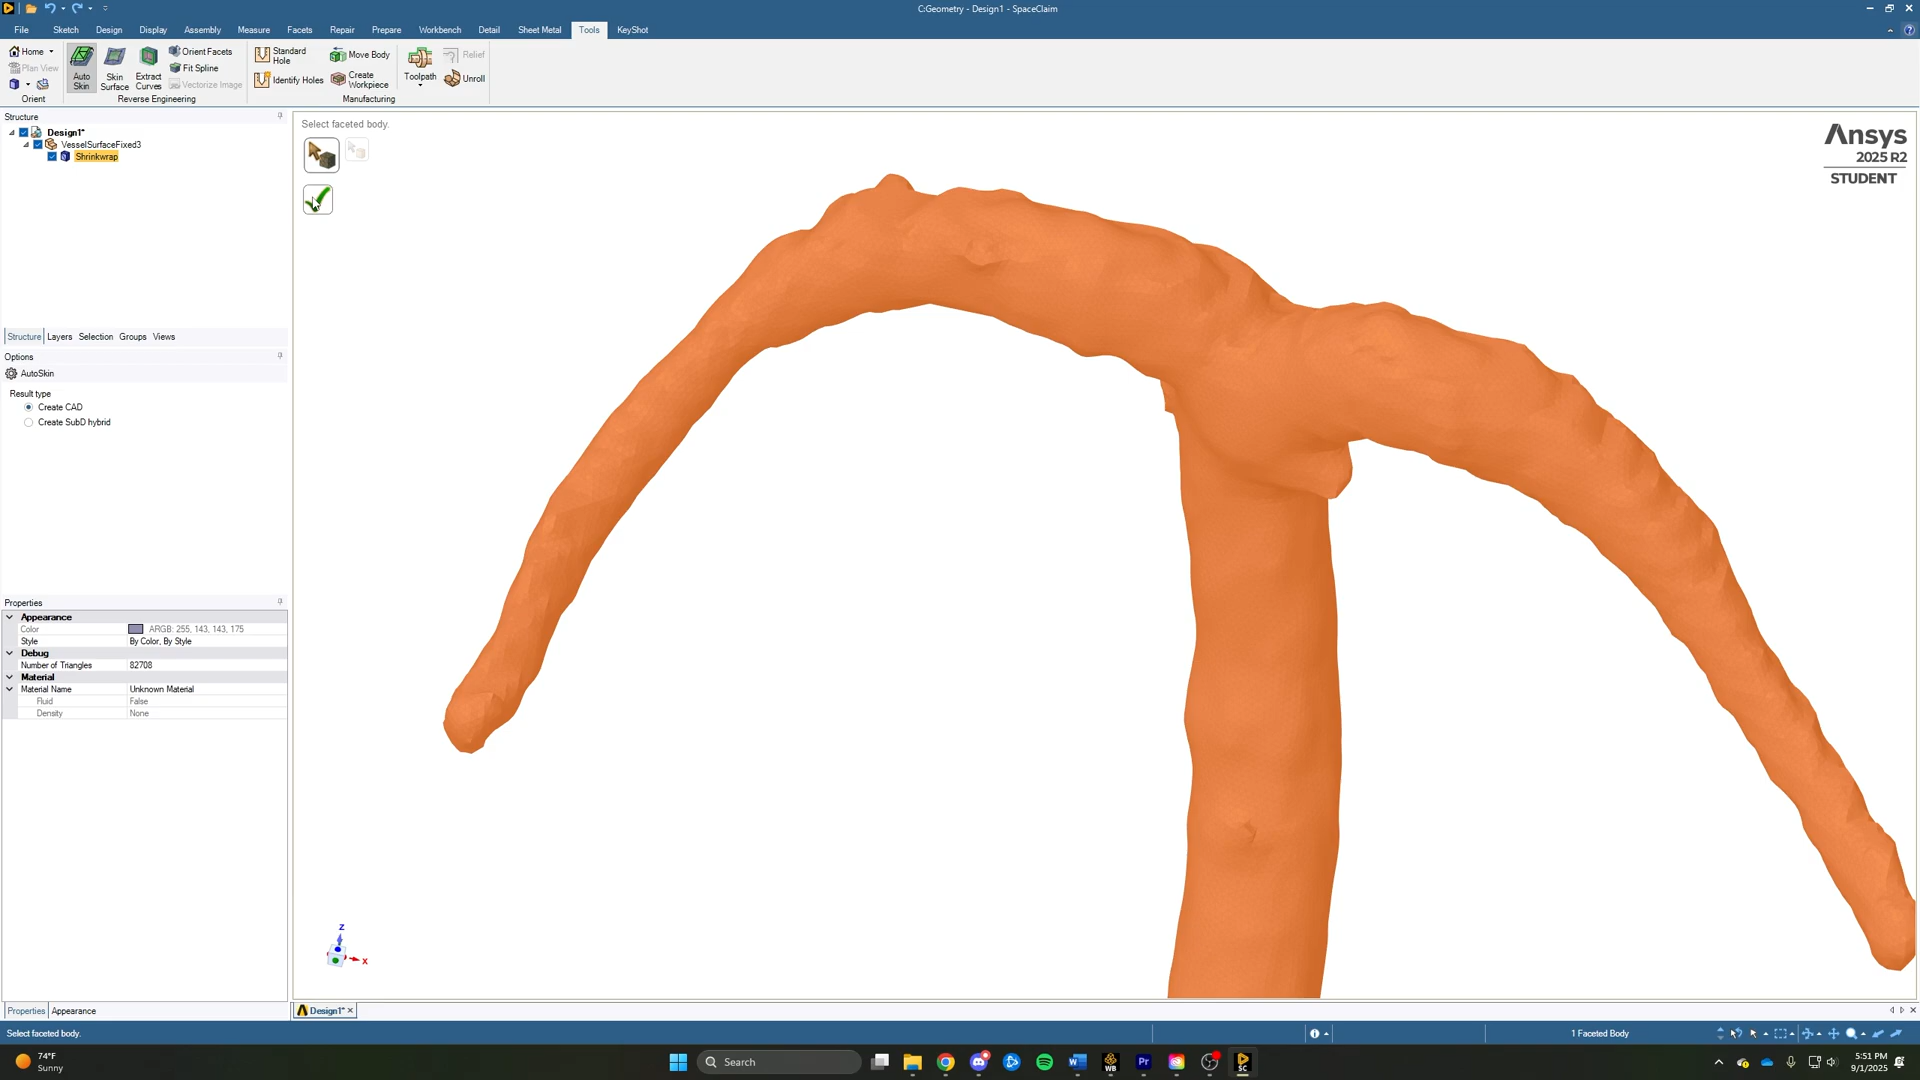 C:Geometry - Design1 - SpaceClaim
File Sketch Design Display Assembly Measure Facets Repair Prepare Workbench Detail Sheet Metal Tools KeyShot
Home
Plan View
Orient
Auto Skin
Skin Surface
Extract Curves
Orient Facets
Fit Spline
Vectorize Image
Reverse Engineering
Standard Hole
Identify Holes
Move Body
Create Workpiece
Toolpath
Relief
Unroll
Manufacturing
Structure
Design1*
VesselSurfaceFixed3
Shrinkwrap
Structure Layers Selection Groups Views
Options
AutoSkin
Result type
Create CAD
Create SubD hybrid
Properties
Appearance
Color ARGB: 255, 143, 143, 175
Style By Color, By Style
Debug
Number of Triangles 82708
Material
Material Name Unknown Material
Fluid False
Density None
Properties Appearance
Select faceted body.
Ansys
2025 R2
STUDENT
Z
X
Design1*
Select faceted body.
1 Faceted Body
74°F
Sunny
Search
W
WB
Pr
SC
5:51 PM
9/1/2025